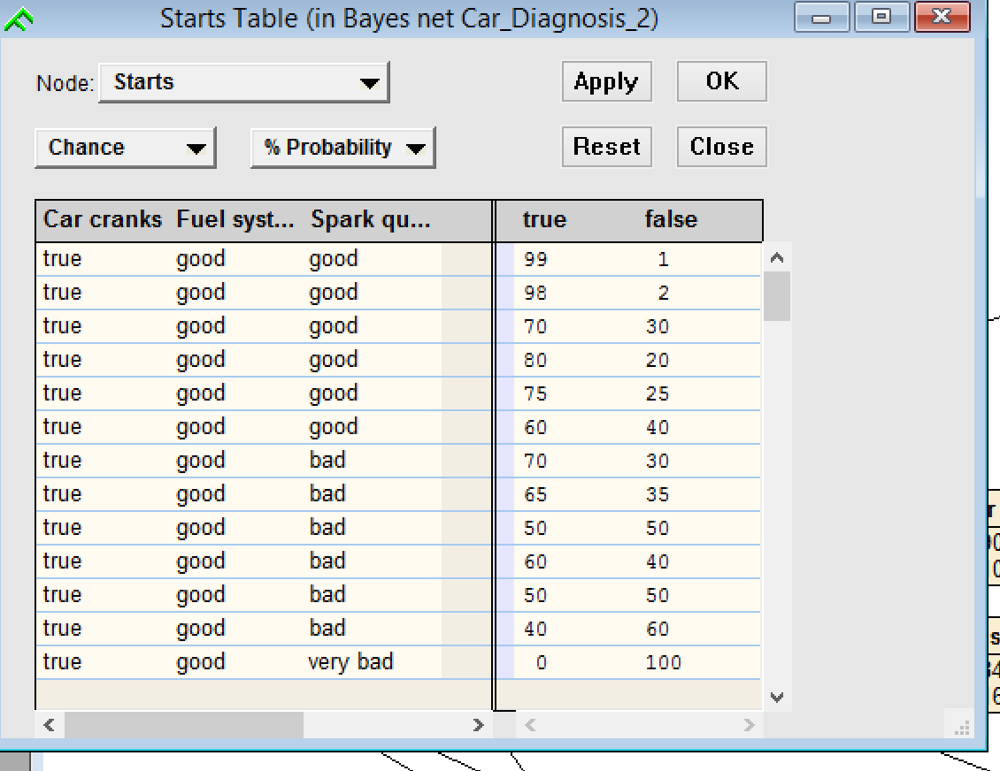 Starts Table (in Bayes net Car_Diagnosis_2)
Node: Starts Apply OK
Chance % Probability Reset Close
Car cranks Fuel syst... Spark qu... true false
true good good 99 1
true good good 98 2
true good good 70 30
true good good 80 20
true good good 75 25
true good good 60 40
true good bad 70 30
true good bad 65 35
true good bad 50 50
true good bad 60 40
true good bad 50 50
true good bad 40 60
true good very bad 0 100